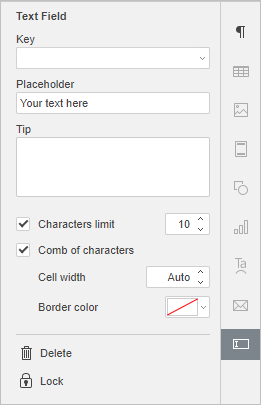 Text Field
Key
Placeholder
Your text here
Tip
Characters limit 10
Comb of characters
Cell width Auto
Border color
Delete
Lock
¶
Ta